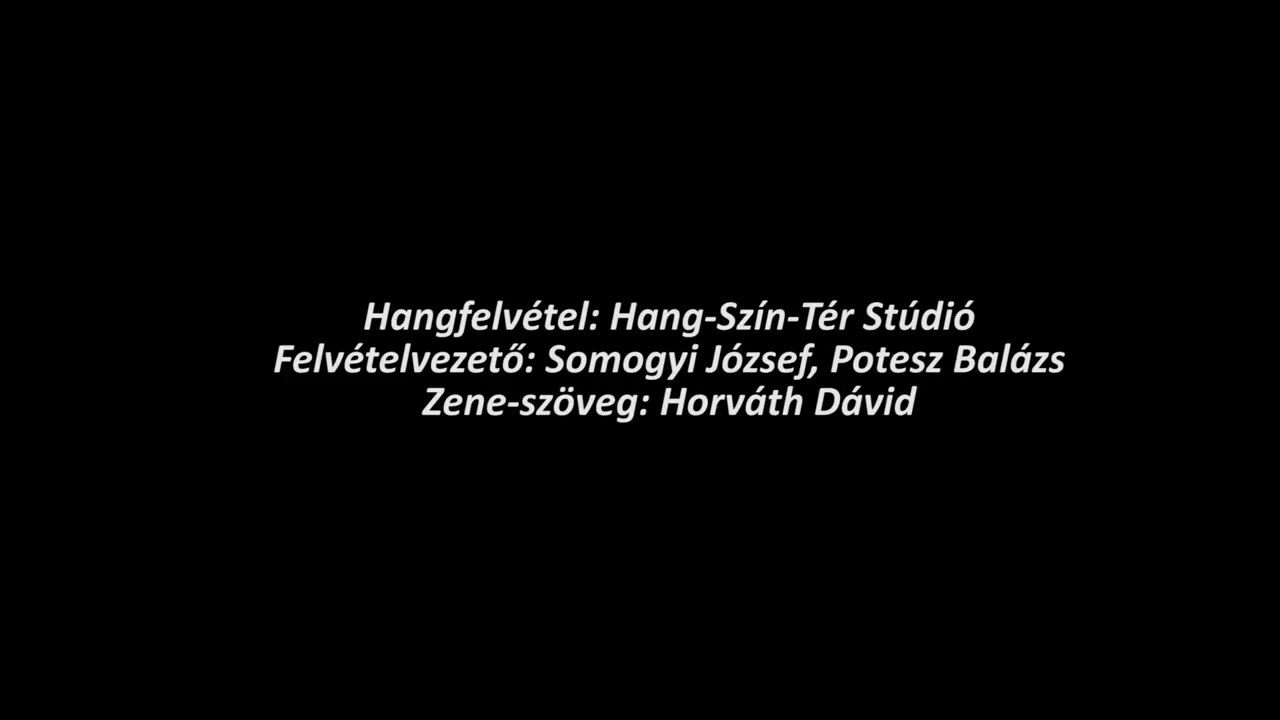 Hangfelvétel: Hang-Szín-Tér Stúdió
Felvételvezető: Somogyi József, Potesz Balázs
Zene-szöveg: Horváth Dávid